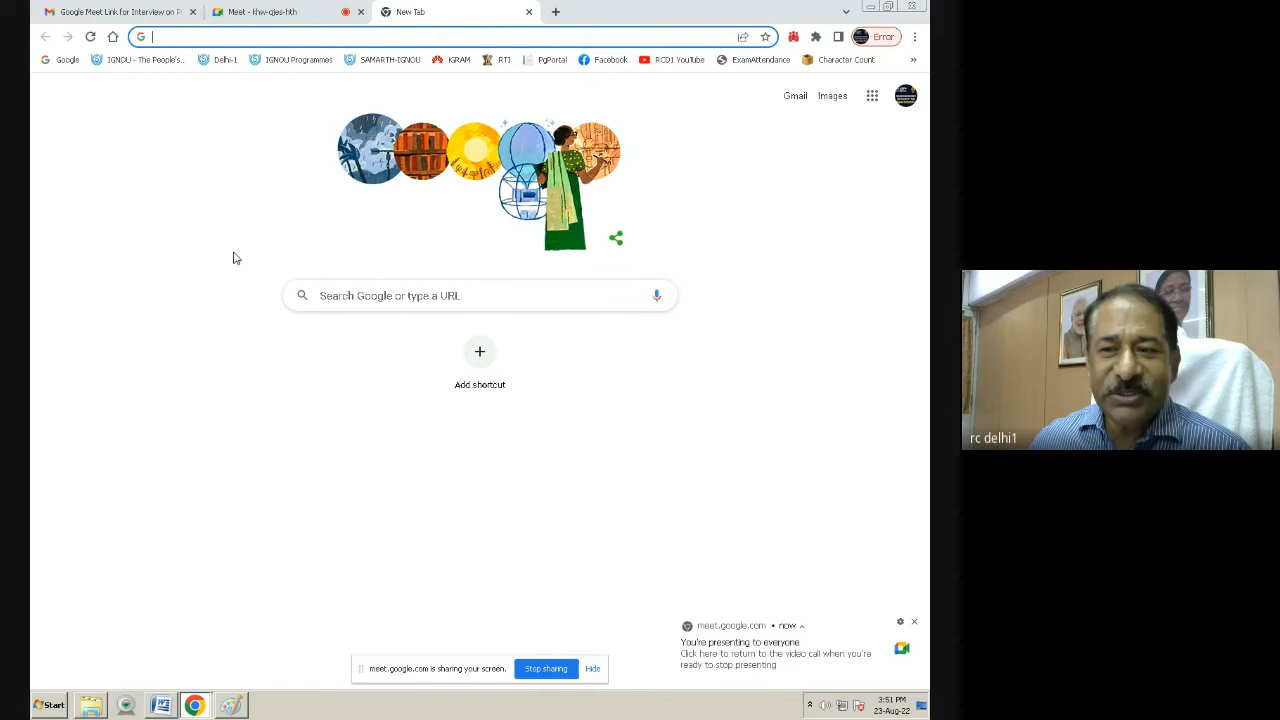 Google Meet Link for Interview on P
Meet - khw-qjes-hth
New Tab
Error
Google
IGNOU - The People's...
Delhi-1
IGNOU Programmes
SAMARTH-IGNOU
iGRAM
RTI
PgPortal
Facebook
RCD1 YouTube
ExamAttendance
Character Count
»
Gmail
Images
Search Google or type a URL
Add shortcut
rc delhi1
meet.google.com • now
You're presenting to everyone
Click here to return to the video call when you're
ready to stop presenting
meet.google.com is sharing your screen.
Stop sharing
Hide
Start
3:51 PM
23-Aug-22